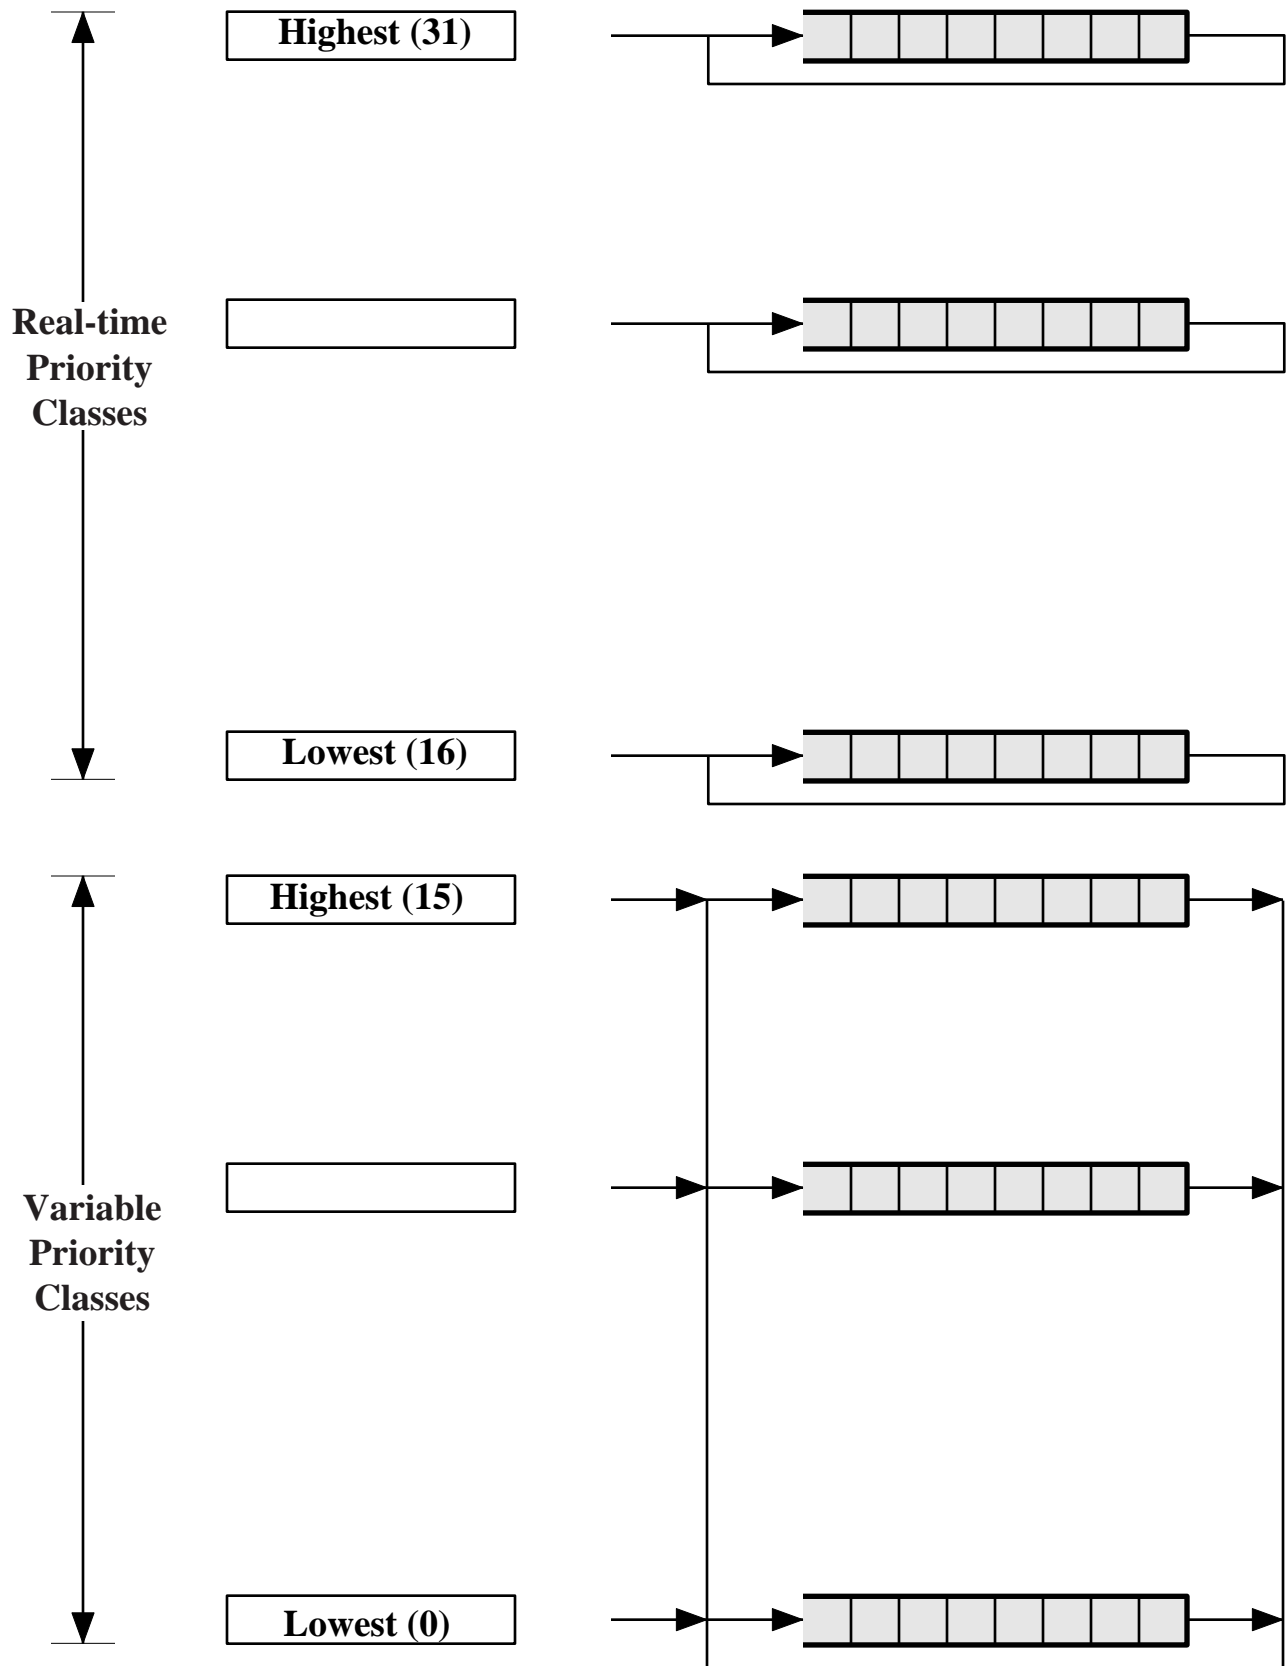 Highest (31)
Real-time
Priority
Classes
Lowest (16)
Highest (15)
Variable
Priority
Classes
Lowest (0)